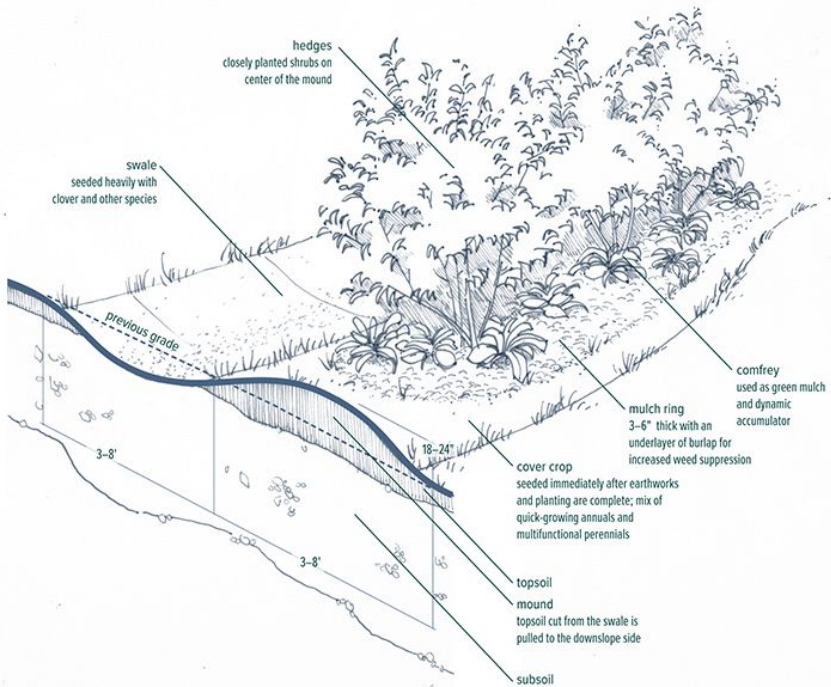 hedges
closely planted shrubs on
center of the mound
swale
seeded heavily with
clover and other species
previous grade
comfrey
used as green mulch
and dynamic
accumulator
mulch ring
3–6" thick with an
underlayer of burlap for
increased weed suppression
3–8'
18–24"
cover crop
seeded immediately after earthworks
and planting are complete; mix of
quick-growing annuals and
multifunctional perennials
3–8'
topsoil
mound
topsoil cut from the swale is
pulled to the downslope side
subsoil